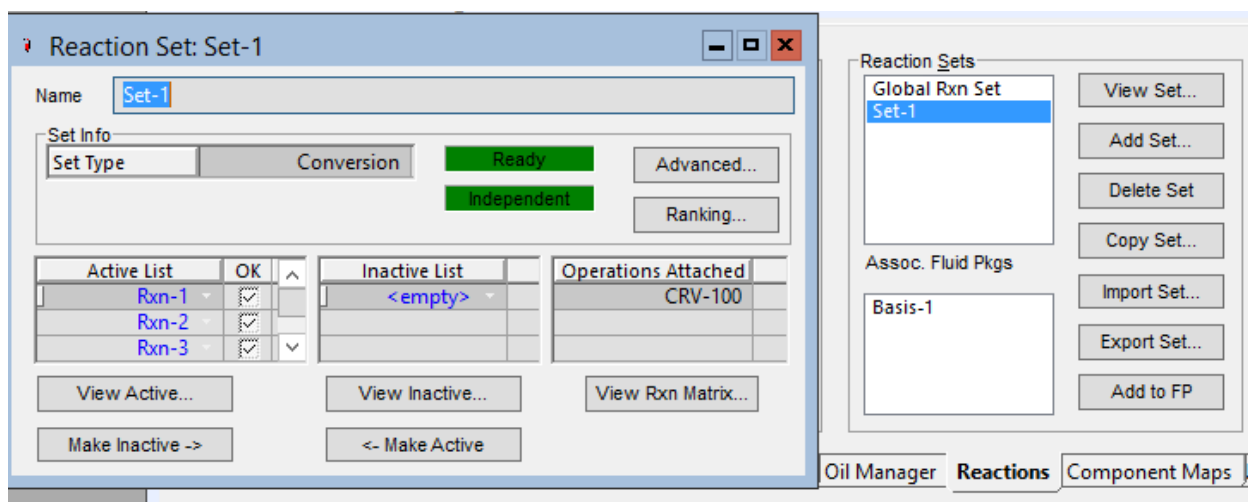 Reaction Set: Set-1
Name Set-1
Set Info
Set Type Conversion
Ready
Independent
Advanced...
Ranking...
Active List OK
Rxn-1
Rxn-2
Rxn-3
Inactive List
<empty>
Operations Attached
CRV-100
View Active...
View Inactive...
View Rxn Matrix...
Make Inactive ->
<- Make Active
Reaction Sets
Global Rxn Set
Set-1
View Set...
Add Set...
Delete Set
Copy Set...
Import Set...
Export Set...
Add to FP
Assoc. Fluid Pkgs
Basis-1
Oil Manager Reactions Component Maps